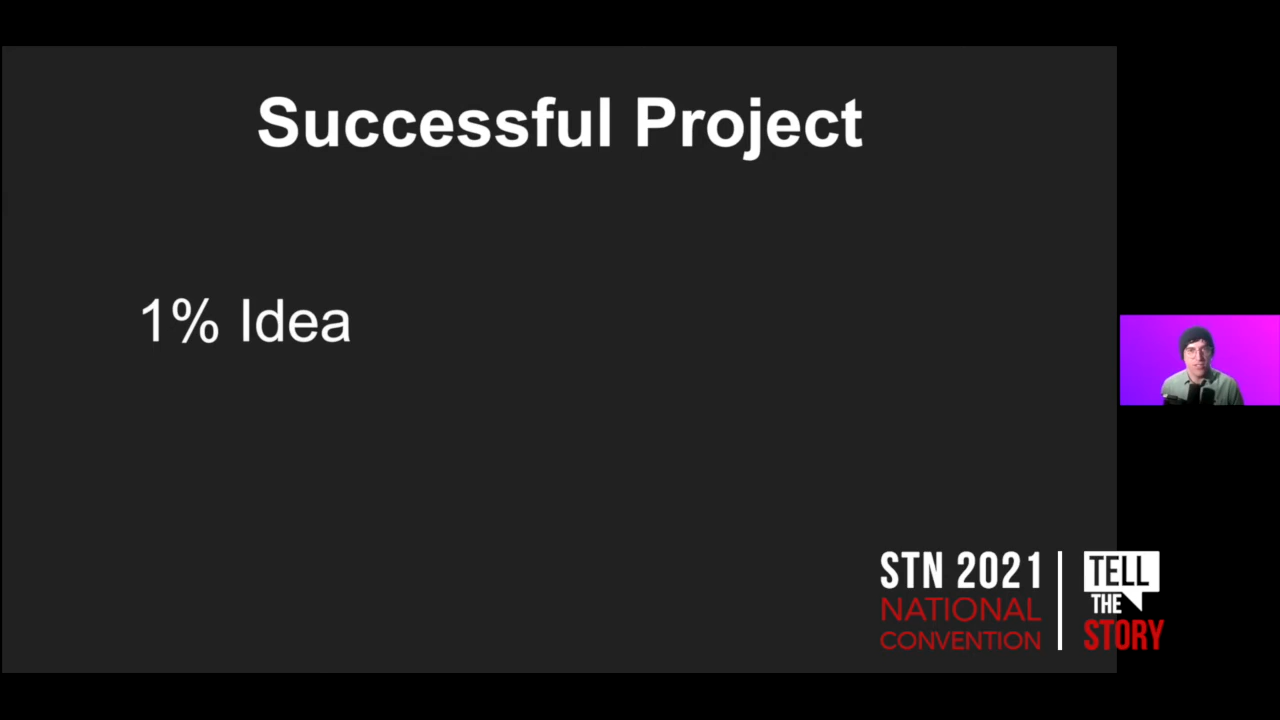 Successful Project
1% Idea
STN 2021
NATIONAL
CONVENTION
TELL
THE
STORY